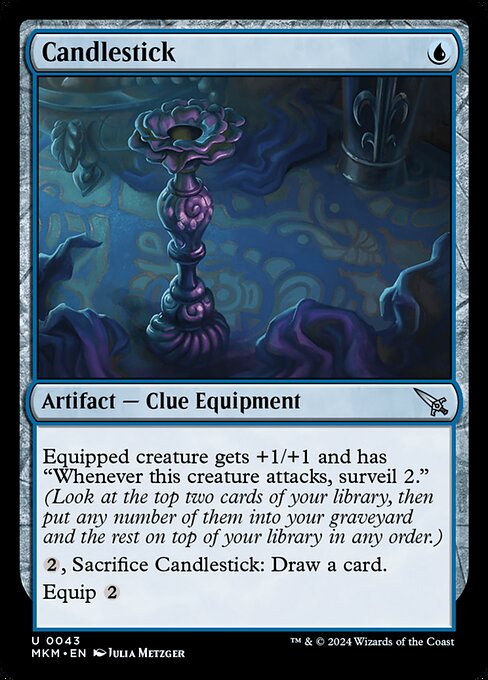 Candlestick
Artifact — Clue Equipment
Equipped creature gets +1/+1 and has
“Whenever this creature attacks, surveil 2.”
(Look at the top two cards of your library, then
put any number of them into your graveyard
and the rest on top of your library in any order.)
2, Sacrifice Candlestick: Draw a card.
Equip 2
U 0043
MKM • EN Julia Metzger
™ & © 2024 Wizards of the Coast